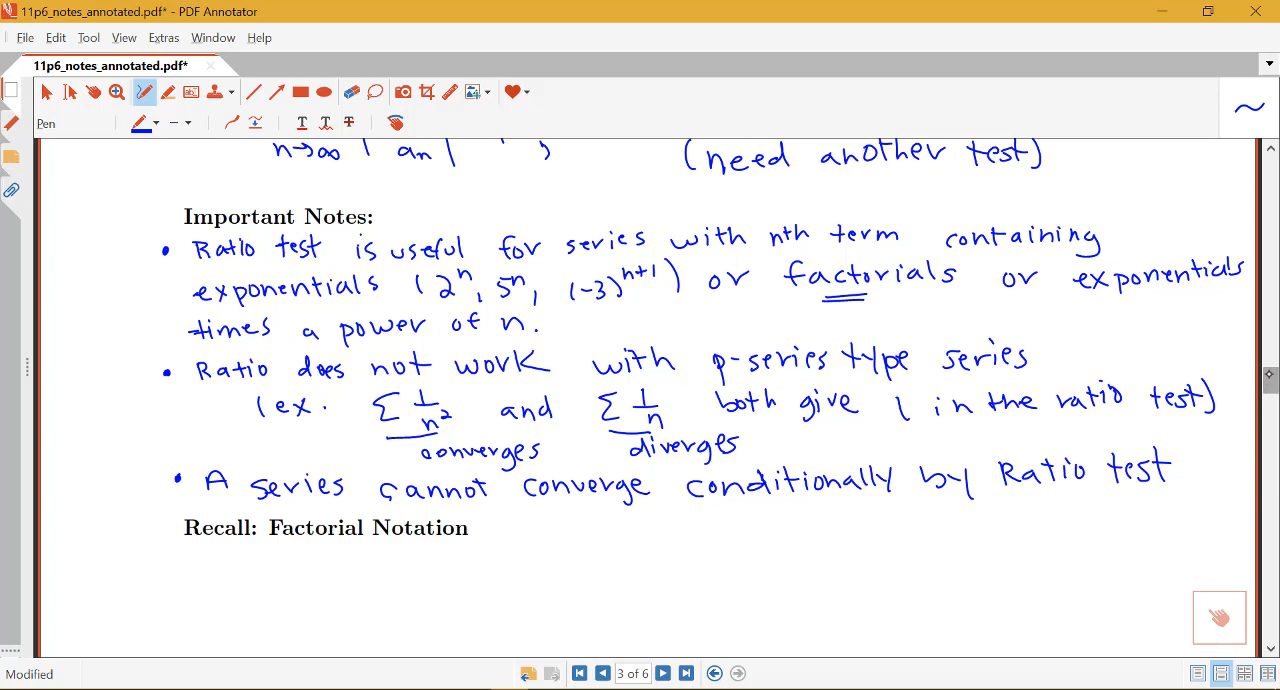 11p6_notes_annotated.pdf* - PDF Annotator
File Edit Tool View Extras Window Help
11p6_notes_annotated.pdf*
Pen
n→∞ | an | , (need another test)
Important Notes:
• Ratio test is useful for series with nth term containing
exponentials (2^n, 5^n, (-3)^{n+1}) or factorials or exponentials
times a power of n.
• Ratio does not work with p-series type series
(ex. Σ 1/n² and Σ 1/n both give 1 in the ratio test)
converges diverges
• A series cannot converge conditionally by Ratio test
Recall: Factorial Notation
Modified 3 of 6